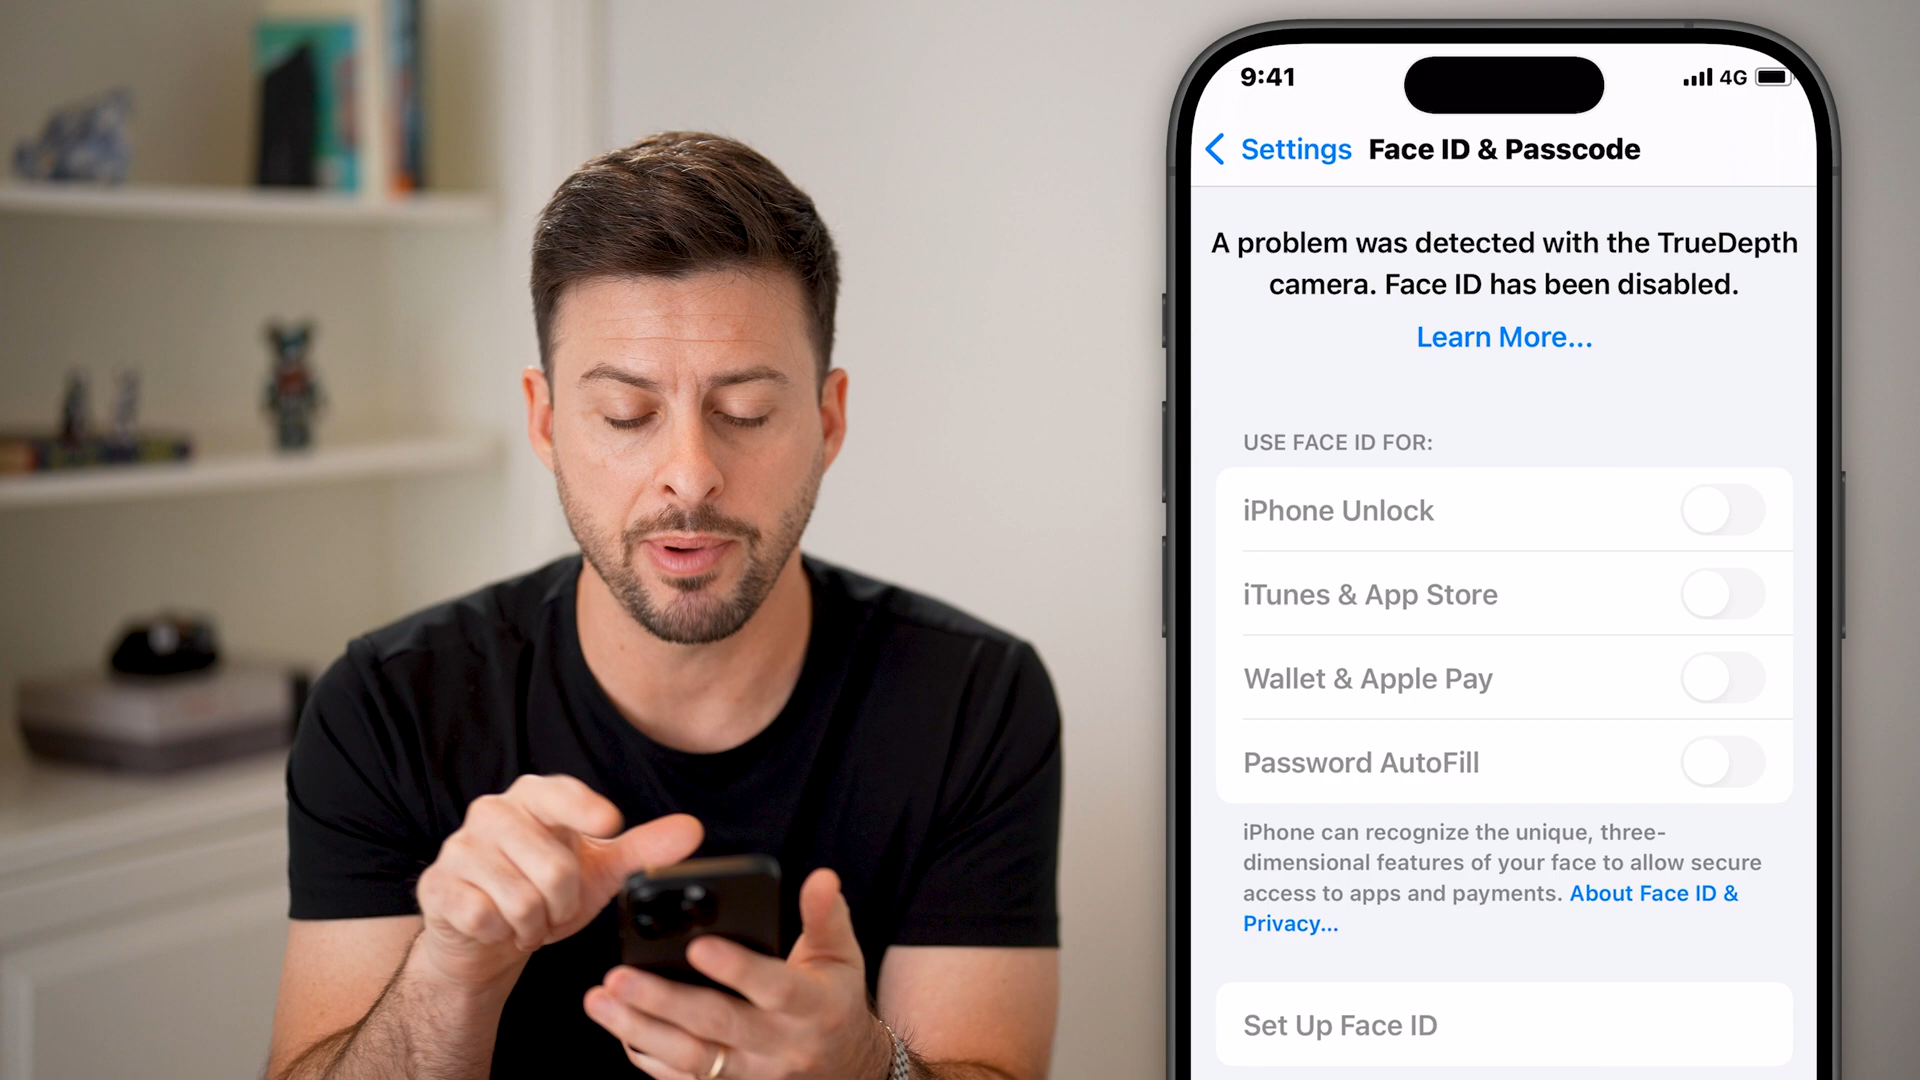 9:41
4G
Settings
Face ID & Passcode
A problem was detected with the TrueDepth
camera. Face ID has been disabled.
Learn More...
USE FACE ID FOR:
iPhone Unlock
iTunes & App Store
Wallet & Apple Pay
Password AutoFill
iPhone can recognize the unique, three-
dimensional features of your face to allow secure
access to apps and payments. About Face ID &
Privacy...
Set Up Face ID